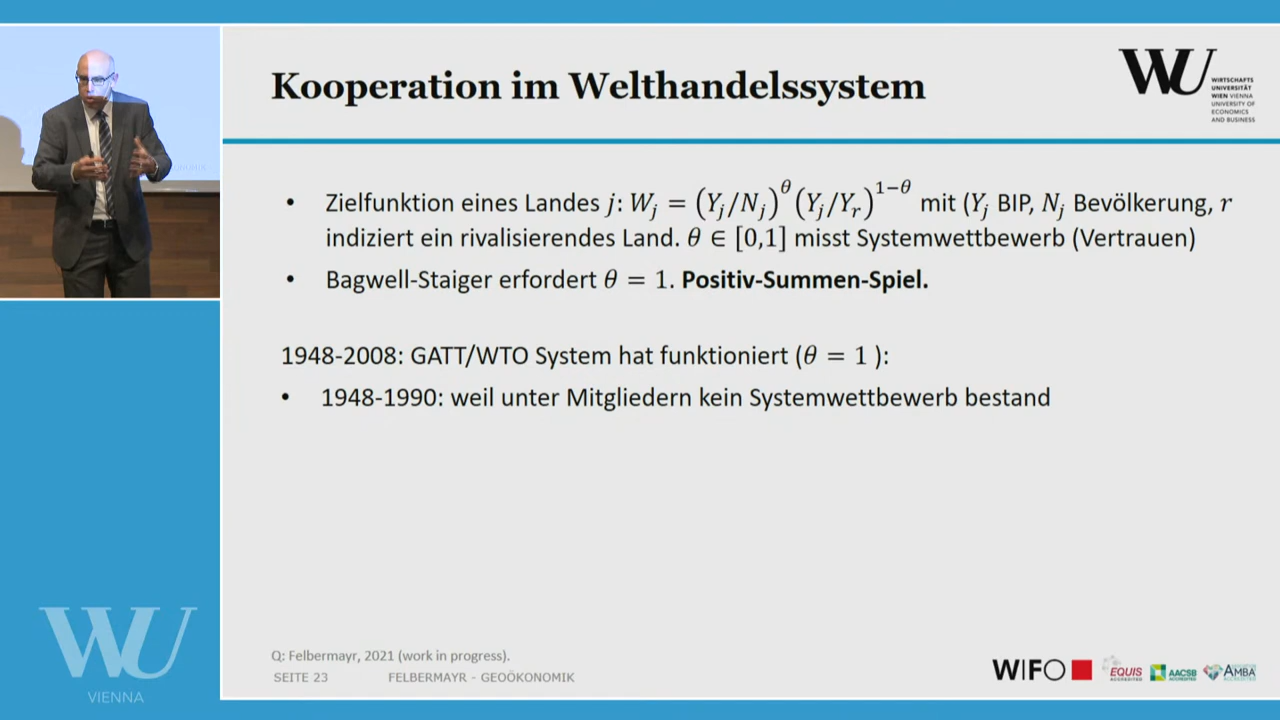 Kooperation im Welthandelssystem
WU
WIRTSCHAFTS
UNIVERSITÄT
WIEN VIENNA
UNIVERSITY OF
ECONOMICS
AND BUSINESS
• Zielfunktion eines Landes j: W_j = (Y_j/N_j)^θ (Y_j/Y_r)^{1−θ} mit (Y_j BIP, N_j Bevölkerung, r
indiziert ein rivalisierendes Land. θ ∈ [0,1] misst Systemwettbewerb (Vertrauen)
• Bagwell-Staiger erfordert θ = 1. Positiv-Summen-Spiel.
1948-2008: GATT/WTO System hat funktioniert (θ = 1 ):
• 1948-1990: weil unter Mitgliedern kein Systemwettbewerb bestand
Q: Felbermayr, 2021 (work in progress).
SEITE 23 FELBERMAYR - GEOÖKONOMIK
WIFO
EQUIS
ACCREDITED
AACSB
ACCREDITED
AMBA
ACCREDITED
WU
VIENNA